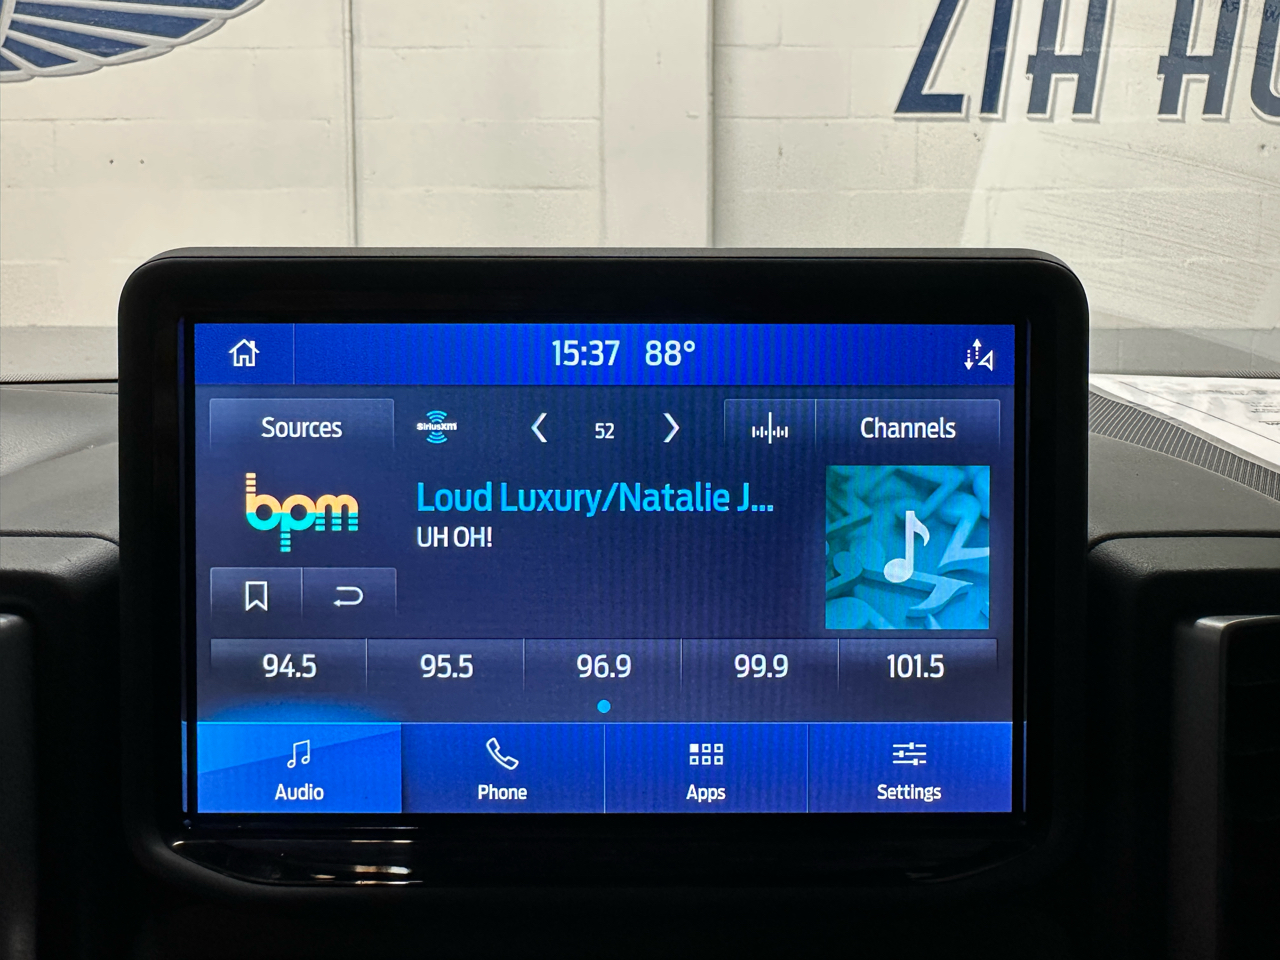 ZIA
15:37 88°
Sources
SiriusXM
52
Channels
bpm
Loud Luxury/Natalie J...
UH OH!
94.5
95.5
96.9
99.9
101.5
Audio
Phone
Apps
Settings